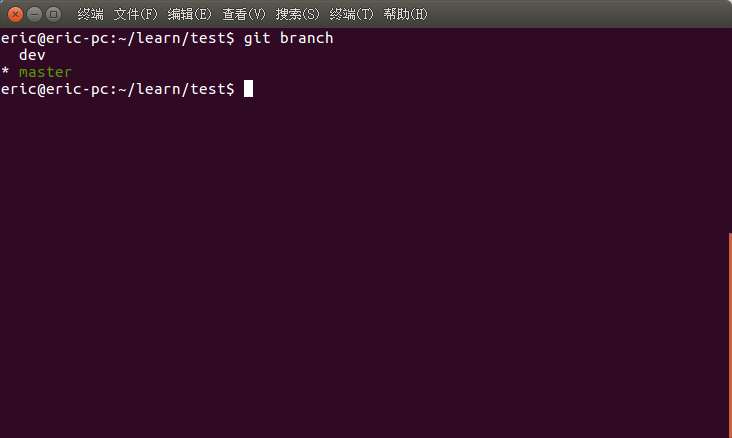 终端 文件(F) 编辑(E) 查看(V) 搜索(S) 终端(T) 帮助(H)
eric@eric-pc:~/learn/test$ git branch
  dev
* master
eric@eric-pc:~/learn/test$